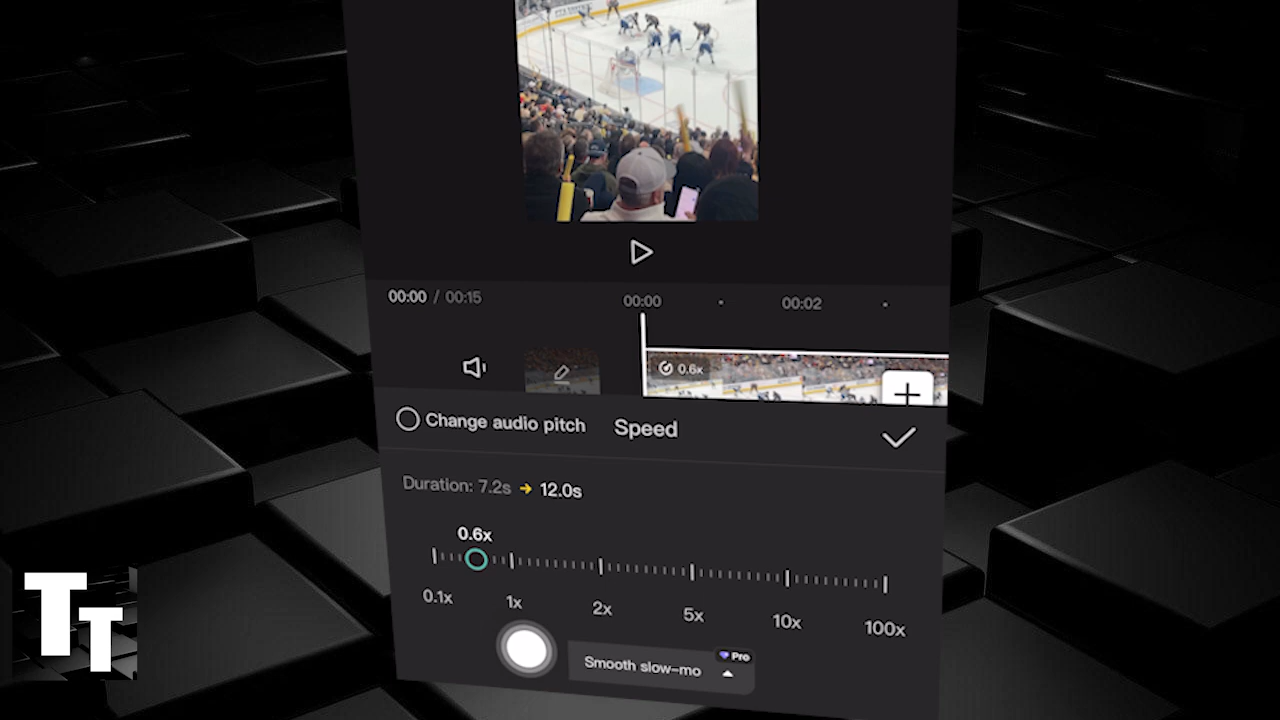 00:00 / 00:15
00:00
00:02
0.6x
Change audio pitch
Speed
Duration: 7.2s → 12.0s
0.6x
0.1x
1x
2x
5x
10x
100x
Pro
Smooth slow-mo
TT